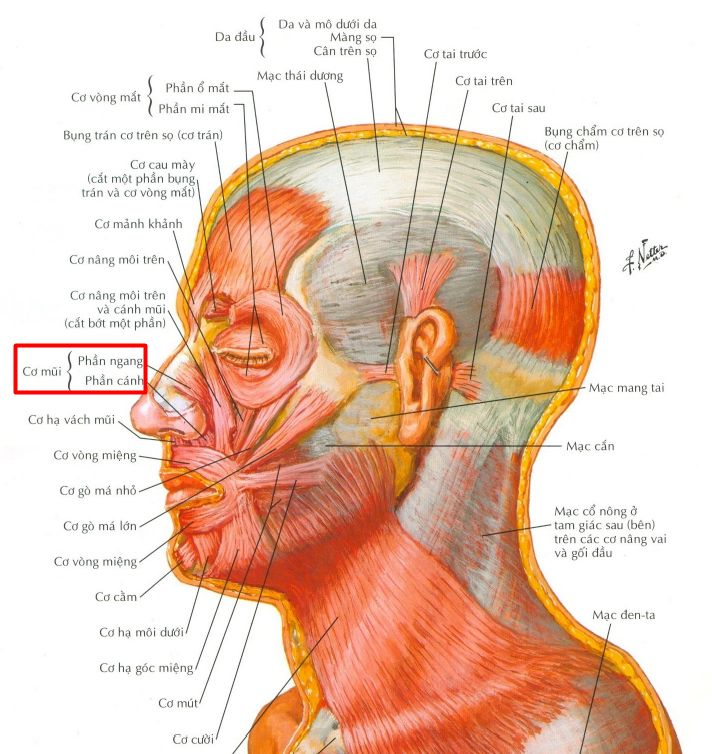 Da và mô dưới da
Da đầu
Màng sọ
Cân trên sọ
Cơ tai trước
Mạc thái dương
Cơ tai trên
Phần ổ mắt
Cơ vòng mắt
Phần mi mắt
Cơ tai sau
Bụng trán cơ trên sọ (cơ trán)
Bụng chẩm cơ trên sọ
(cơ chẩm)
Cơ cau mày
(cắt một phần bụng
trán và cơ vòng mắt)
Cơ mảnh khảnh
Cơ nâng môi trên
F. Netter
M.D.
Cơ nâng môi trên
và cánh mũi
(cắt bớt một phần)
Cơ mũi
Phần ngang
Phần cánh
Mạc mang tai
Cơ hạ vách mũi
Mạc cắn
Cơ vòng miệng
Cơ gò má nhỏ
Cơ gò má lớn
Mạc cổ nông ở
tam giác sau (bên)
trên các cơ nâng vai
và gối đầu
Cơ vòng miệng
Cơ cằm
Mạc đen-ta
Cơ hạ môi dưới
Cơ hạ góc miệng
Cơ mút
Cơ cười